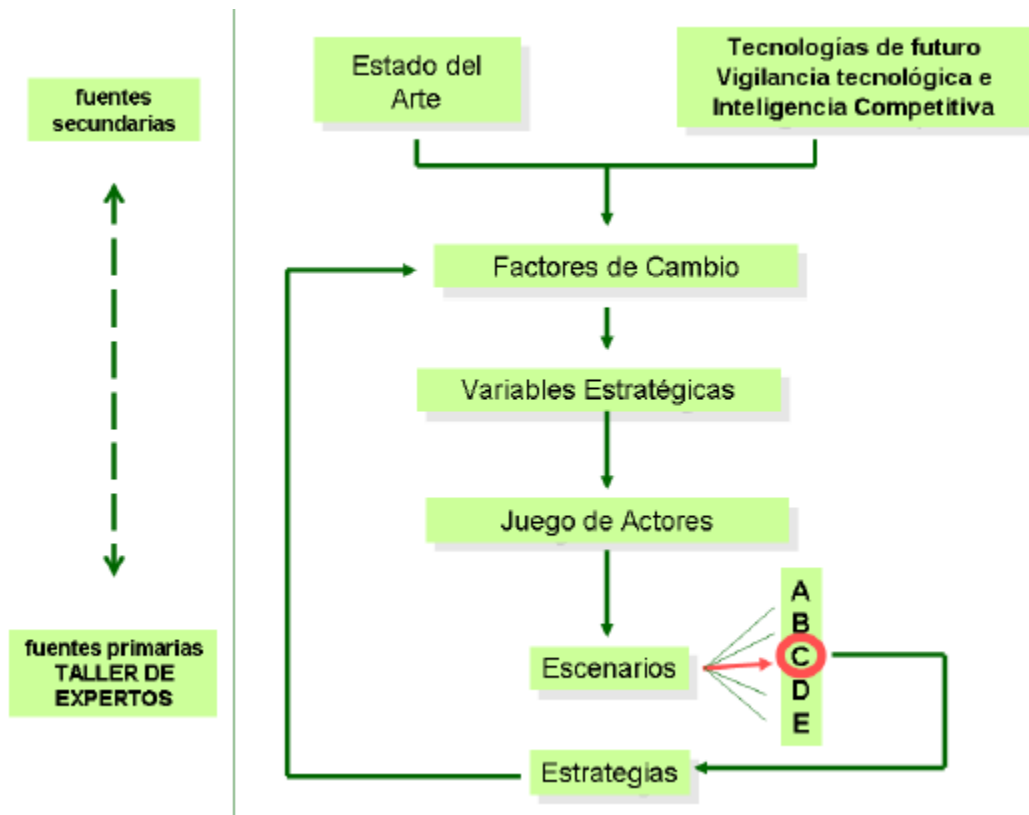 fuentes
secundarias
fuentes primarias
TALLER DE
EXPERTOS
Estado del
Arte
Tecnologías de futuro
Vigilancia tecnológica e
Inteligencia Competitiva
Factores de Cambio
Variables Estratégicas
Juego de Actores
Escenarios
A
B
C
D
E
Estrategias